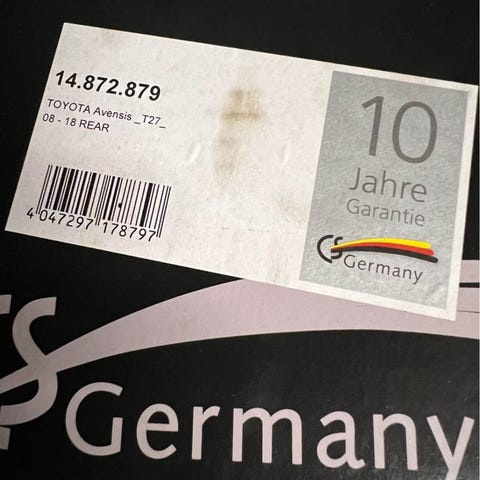 14.872.879
TOYOTA Avensis _T27_
08 - 18 REAR
4 047297 178797
10
Jahre
Garantie
CS
Germany
CS
Germany